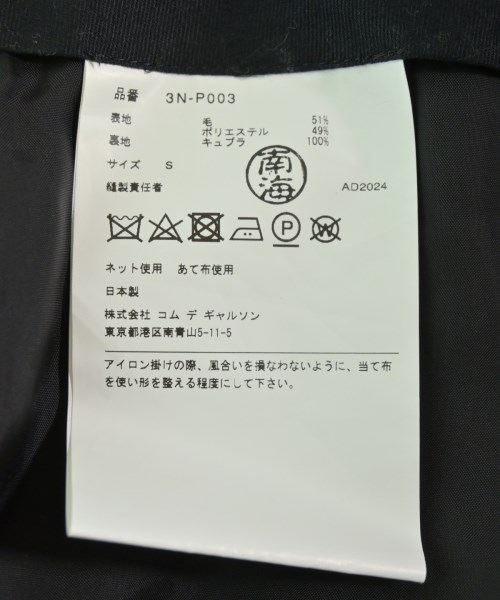 品番 3N-P003
表地 毛 51%
ポリエステル 49%
裏地 キュプラ 100%
サイズ S
縫製責任者 南海 AD2024
P W
ネット使用 あて布使用
日本製
株式会社 コム デ ギャルソン
東京都港区南青山5-11-5
アイロン掛けの際、風合いを損なわないように、当て布
を使い形を整える程度にして下さい。